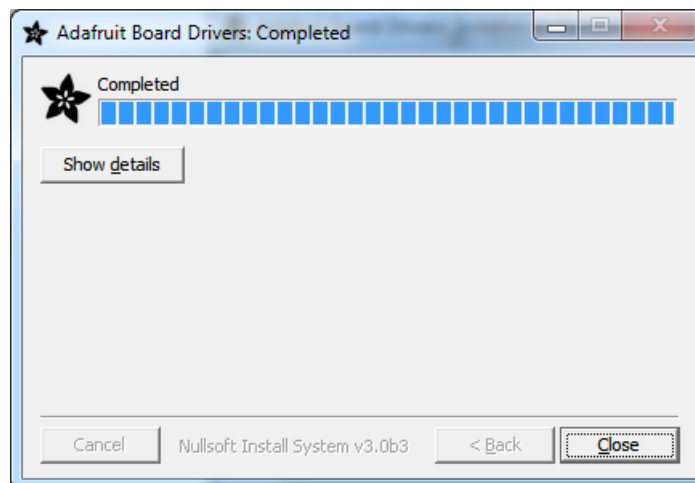 Adafruit Board Drivers: Completed
Completed
Show details
Cancel
Nullsoft Install System v3.0b3
< Back
Close